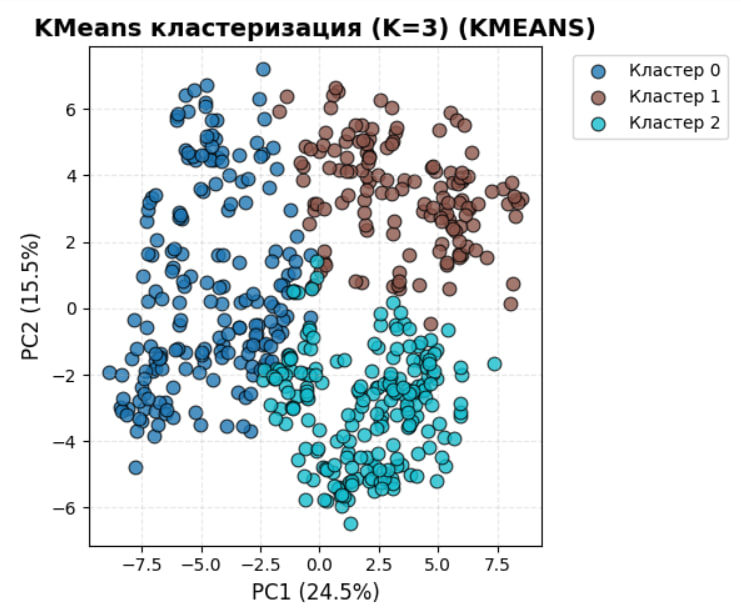 KMeans кластеризация (K=3) (KMEANS)
Кластер 0
Кластер 1
Кластер 2
PC2 (15.5%)
6
4
2
0
−2
−4
−6
−7.5 −5.0 −2.5 0.0 2.5 5.0 7.5
PC1 (24.5%)